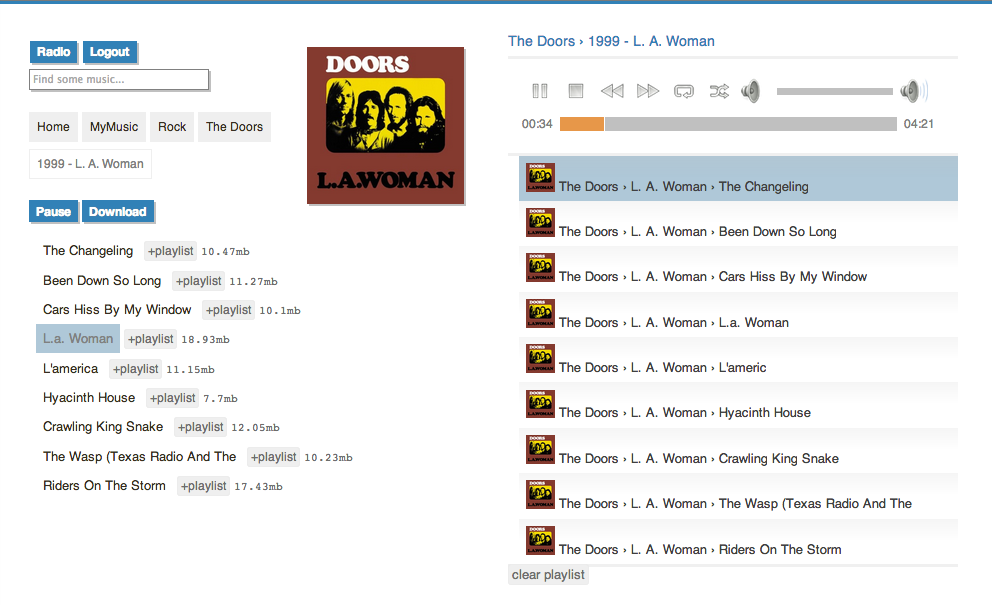 Radio Logout
Find some music...
Home MyMusic Rock The Doors
1999 - L. A. Woman
DOORS
L.A.WOMAN
Pause Download
The Changeling +playlist 10.47mb
Been Down So Long +playlist 11.27mb
Cars Hiss By My Window +playlist 10.1mb
L.a. Woman +playlist 18.93mb
L'america +playlist 11.15mb
Hyacinth House +playlist 7.7mb
Crawling King Snake +playlist 12.05mb
The Wasp (Texas Radio And The +playlist 10.23mb
Riders On The Storm +playlist 17.43mb
The Doors › 1999 - L. A. Woman
00:34 04:21
The Doors › L. A. Woman › The Changeling
The Doors › L. A. Woman › Been Down So Long
The Doors › L. A. Woman › Cars Hiss By My Window
The Doors › L. A. Woman › L.a. Woman
The Doors › L. A. Woman › L'americ
The Doors › L. A. Woman › Hyacinth House
The Doors › L. A. Woman › Crawling King Snake
The Doors › L. A. Woman › The Wasp (Texas Radio And The
The Doors › L. A. Woman › Riders On The Storm
clear playlist